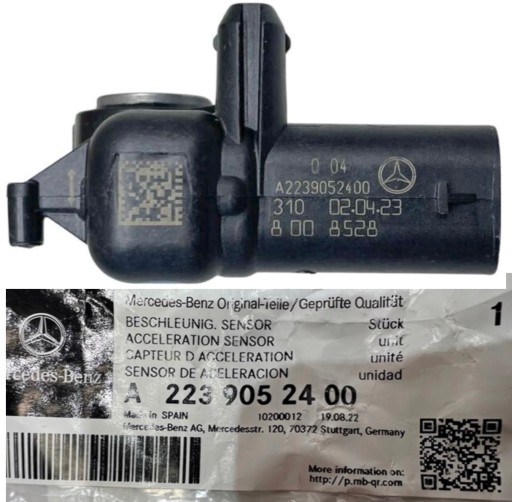 0 04
A2239052400
310 02.04.23
8 00 8528
Mercedes-Benz Original-Teile/Geprüfte Qualität
1
BESCHLEUNIG. SENSOR Stück
ACCELERATION SENSOR unit
CAPTEUR D ACCELERATION unité
SENSOR DE ACELERACION unidad
cedes-Benz
A 223 905 24 00
Made in SPAIN 10200012 19.08.22
Mercedes-Benz AG, Mercedesstr. 120, 70372 Stuttgart, Germany
More information on:
http://p.mb-qr.com